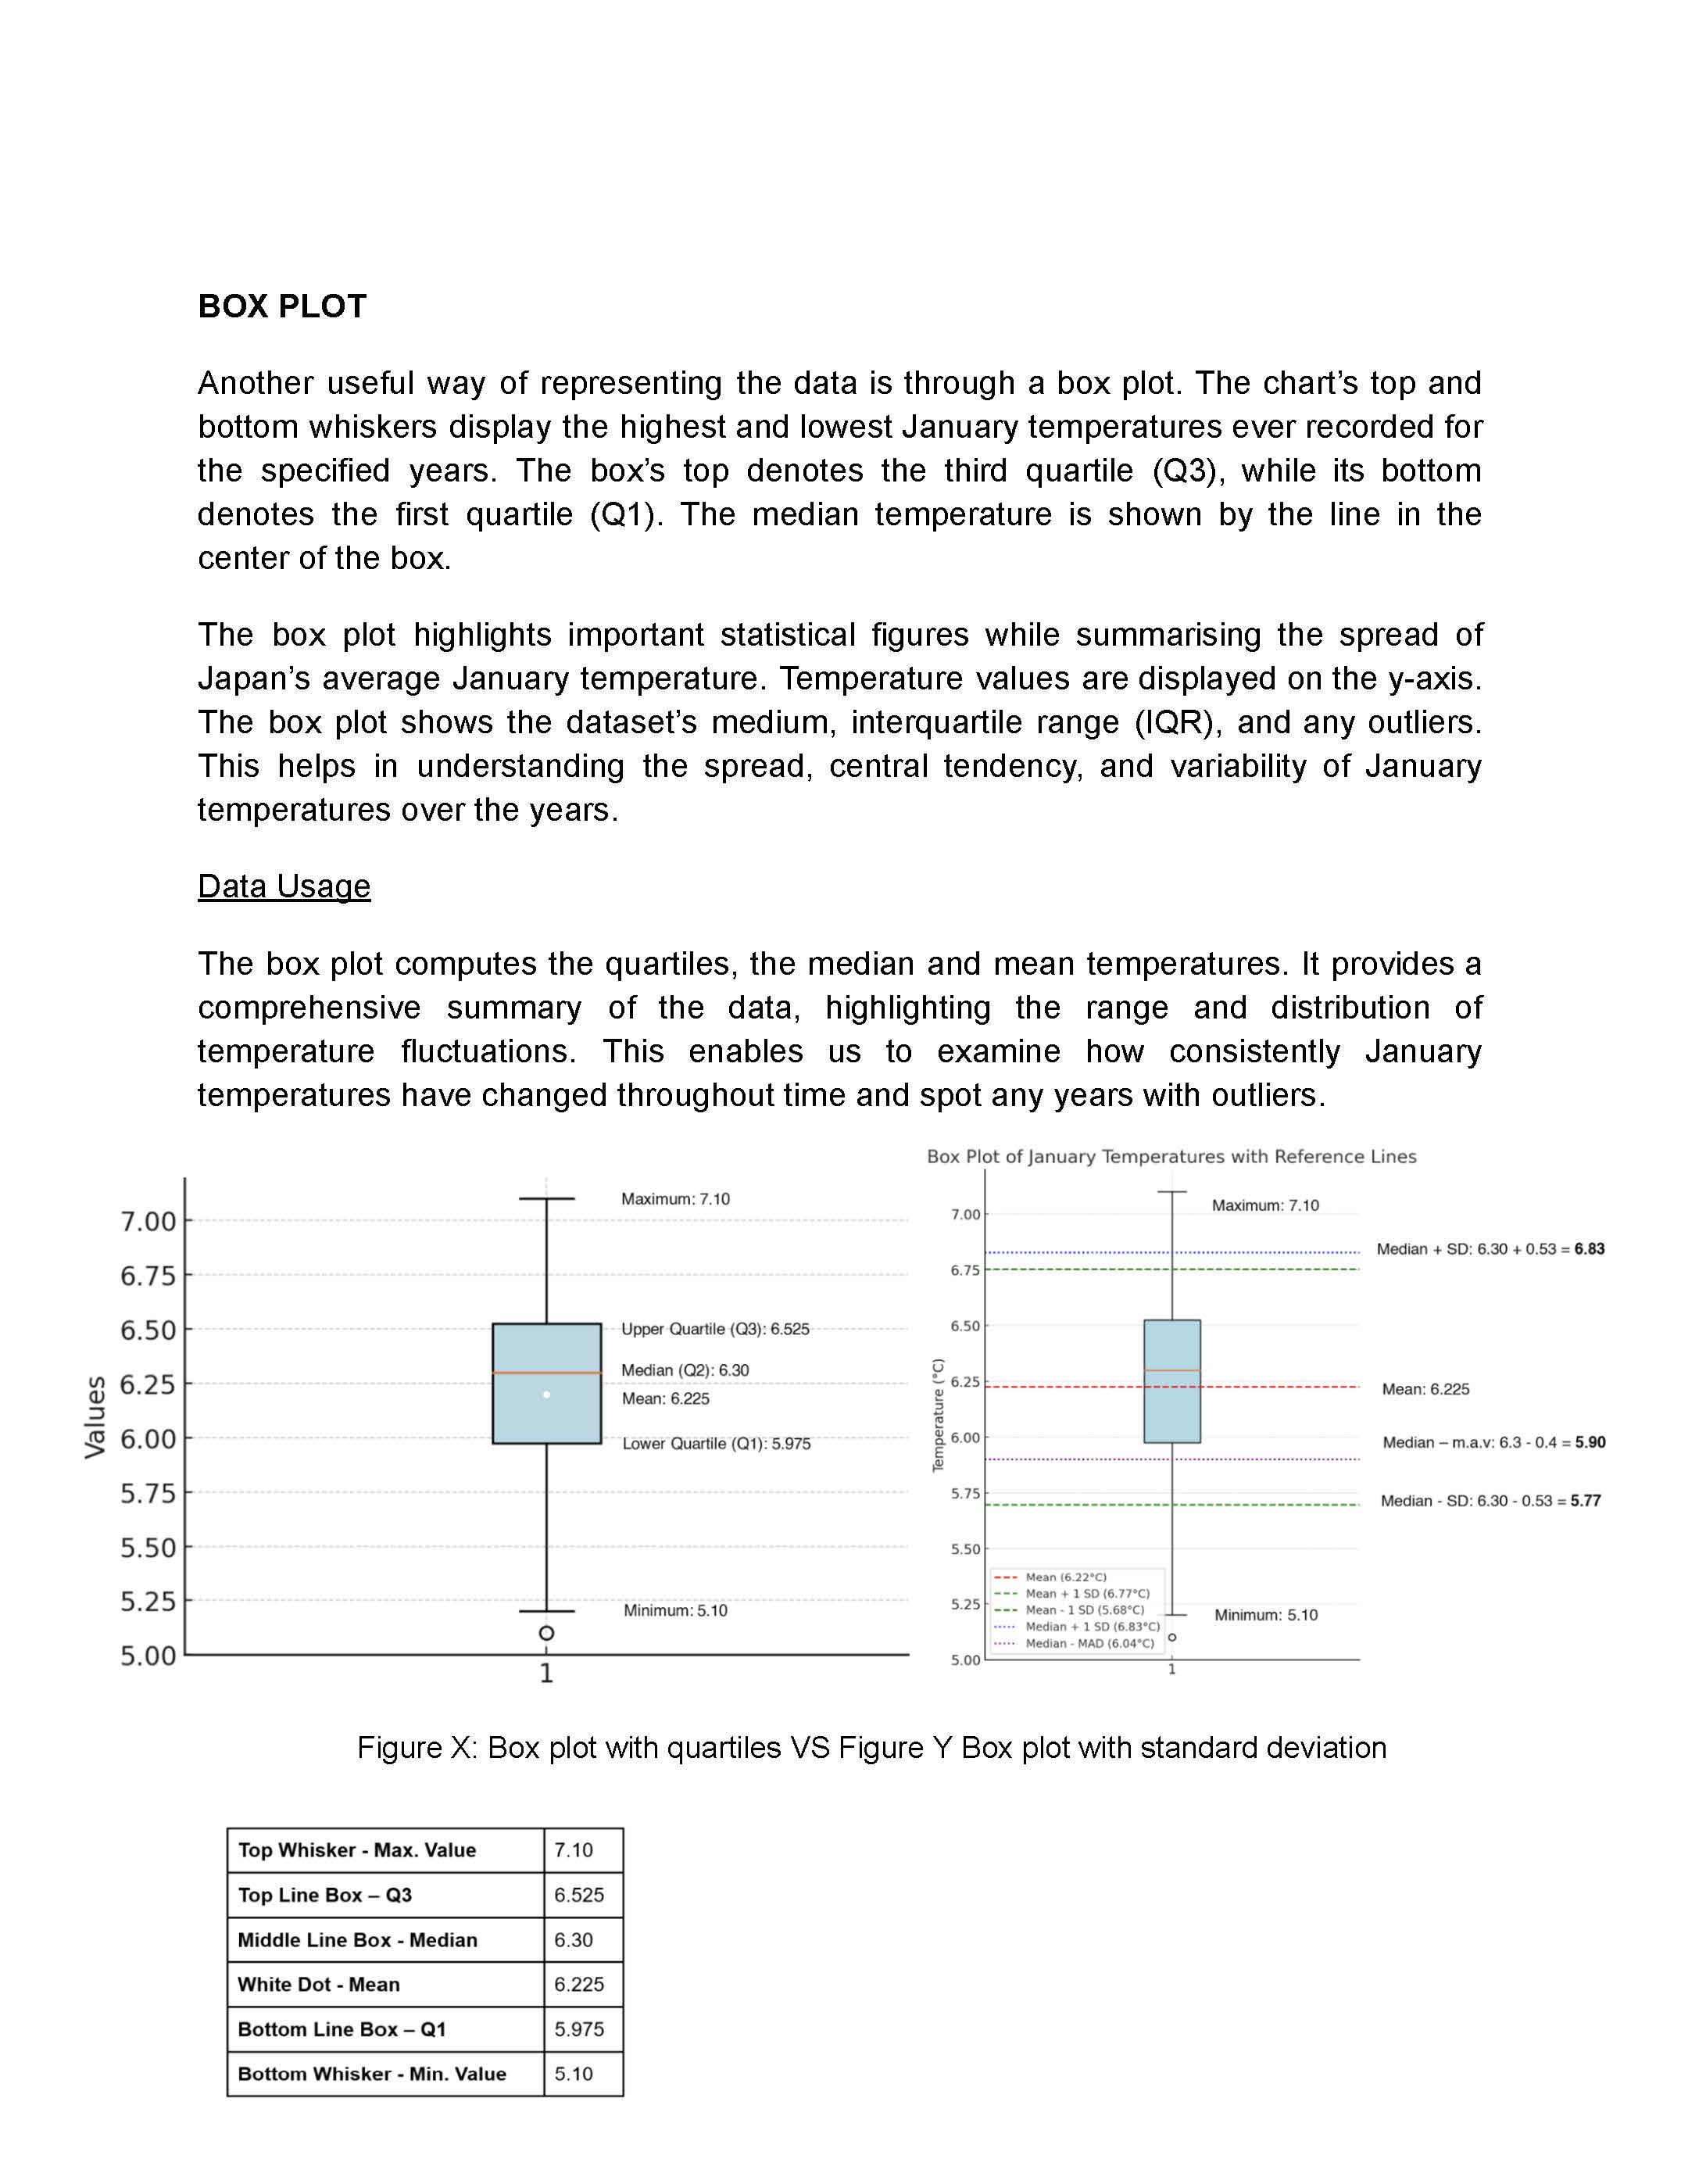 BOX PLOT
Another useful way of representing the data is through a box plot. The chart’s top and
bottom whiskers display the highest and lowest January temperatures ever recorded for
the specified years. The box’s top denotes the third quartile (Q3), while its bottom
denotes the first quartile (Q1). The median temperature is shown by the line in the
center of the box.
The box plot highlights important statistical figures while summarising the spread of
Japan’s average January temperature. Temperature values are displayed on the y-axis.
The box plot shows the dataset’s medium, interquartile range (IQR), and any outliers.
This helps in understanding the spread, central tendency, and variability of January
temperatures over the years.
Data Usage
The box plot computes the quartiles, the median and mean temperatures. It provides a
comprehensive summary of the data, highlighting the range and distribution of
temperature fluctuations. This enables us to examine how consistently January
temperatures have changed throughout time and spot any years with outliers.
Values
7.00
6.75
6.50
6.25
6.00
5.75
5.50
5.25
5.00
1
Maximum: 7.10
Upper Quartile (Q3): 6.525
Median (Q2): 6.30
Mean: 6.225
Lower Quartile (Q1): 5.975
Minimum: 5.10
Box Plot of January Temperatures with Reference Lines
Temperature (°C)
7.00
6.75
6.50
6.25
6.00
5.75
5.50
5.25
5.00
1
Maximum: 7.10
Median + SD: 6.30 + 0.53 = 6.83
Mean: 6.225
Median – m.a.v: 6.3 - 0.4 = 5.90
Median - SD: 6.30 - 0.53 = 5.77
Minimum: 5.10
Mean (6.22°C)
Mean + 1 SD (6.77°C)
Mean - 1 SD (5.68°C)
Median + 1 SD (6.83°C)
Median - MAD (6.04°C)
Figure X: Box plot with quartiles VS Figure Y Box plot with standard deviation
Top Whisker - Max. Value 7.10
Top Line Box – Q3 6.525
Middle Line Box - Median 6.30
White Dot - Mean 6.225
Bottom Line Box – Q1 5.975
Bottom Whisker - Min. Value 5.10